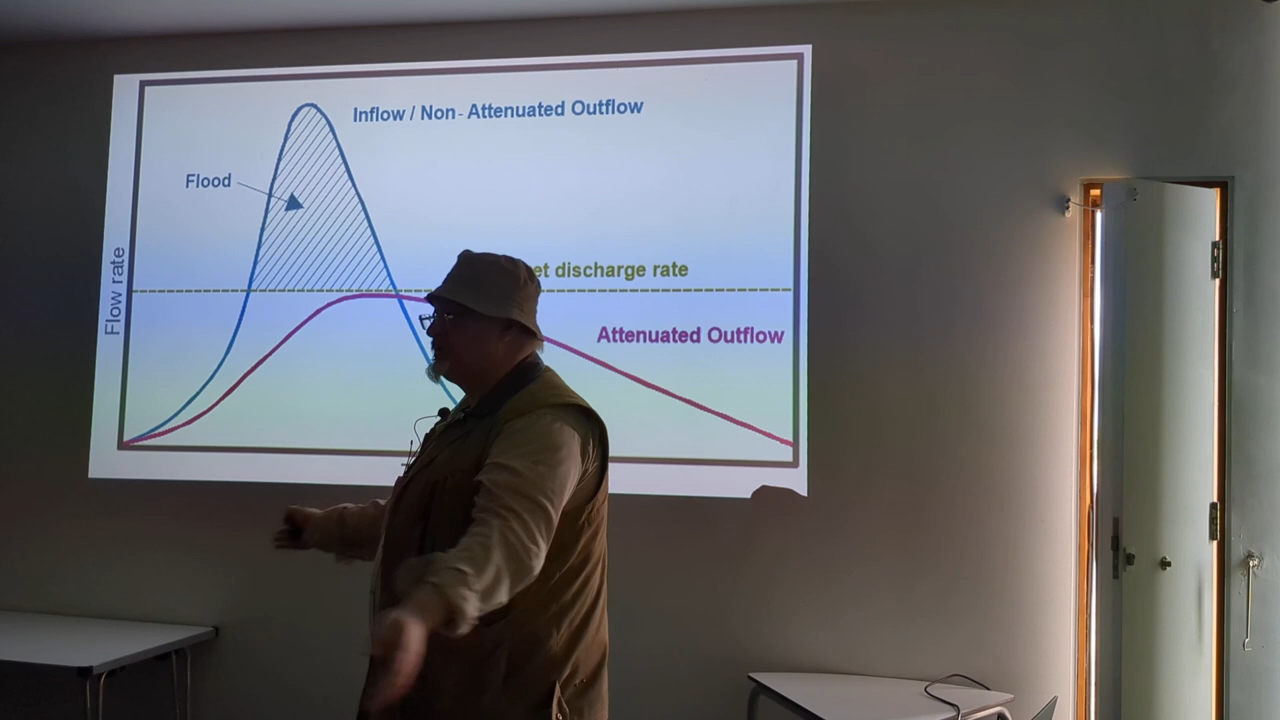 Inflow / Non-Attenuated Outflow
Flood
et discharge rate
Flow rate
Attenuated Outflow